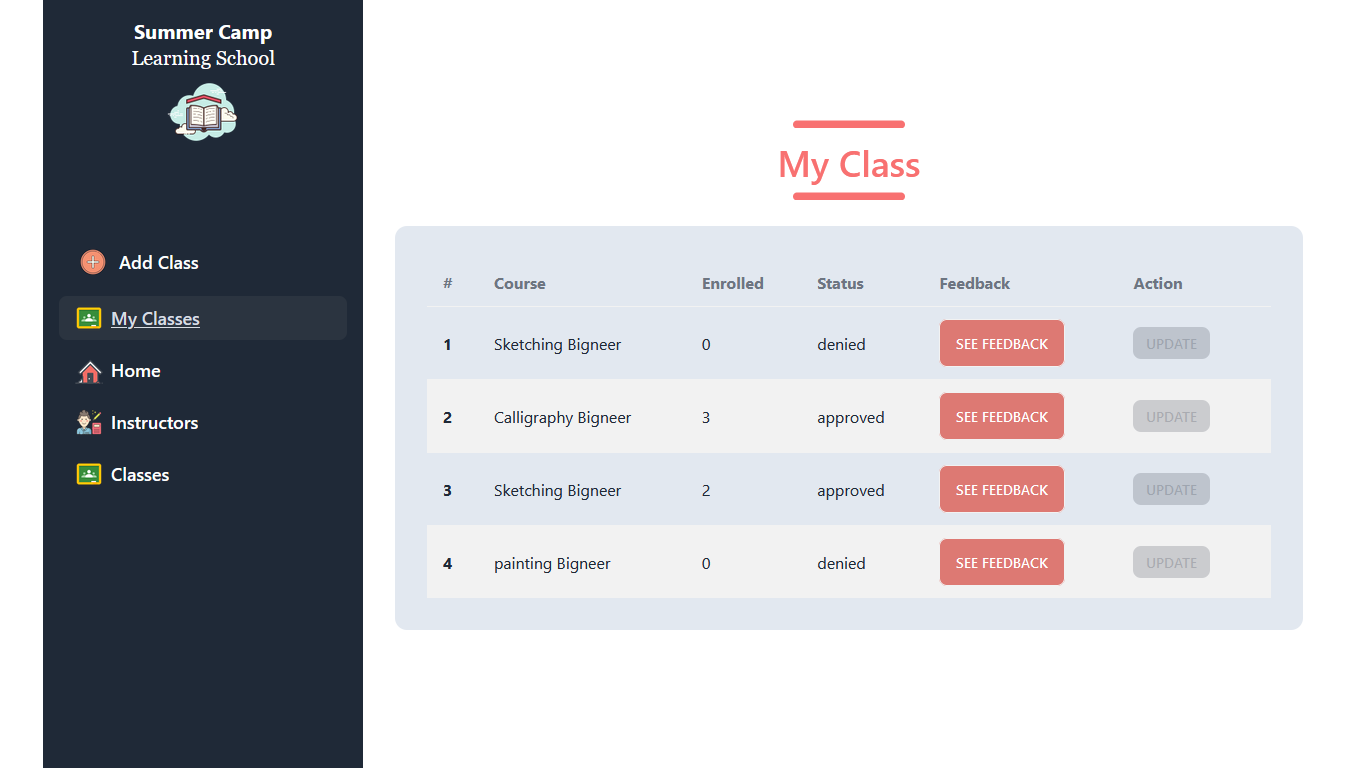 Summer Camp
Learning School
Add Class
My Classes
Home
Instructors
Classes
My Class
# Course Enrolled Status Feedback Action
1 Sketching Bigneer 0 denied SEE FEEDBACK UPDATE
2 Calligraphy Bigneer 3 approved SEE FEEDBACK UPDATE
3 Sketching Bigneer 2 approved SEE FEEDBACK UPDATE
4 painting Bigneer 0 denied SEE FEEDBACK UPDATE